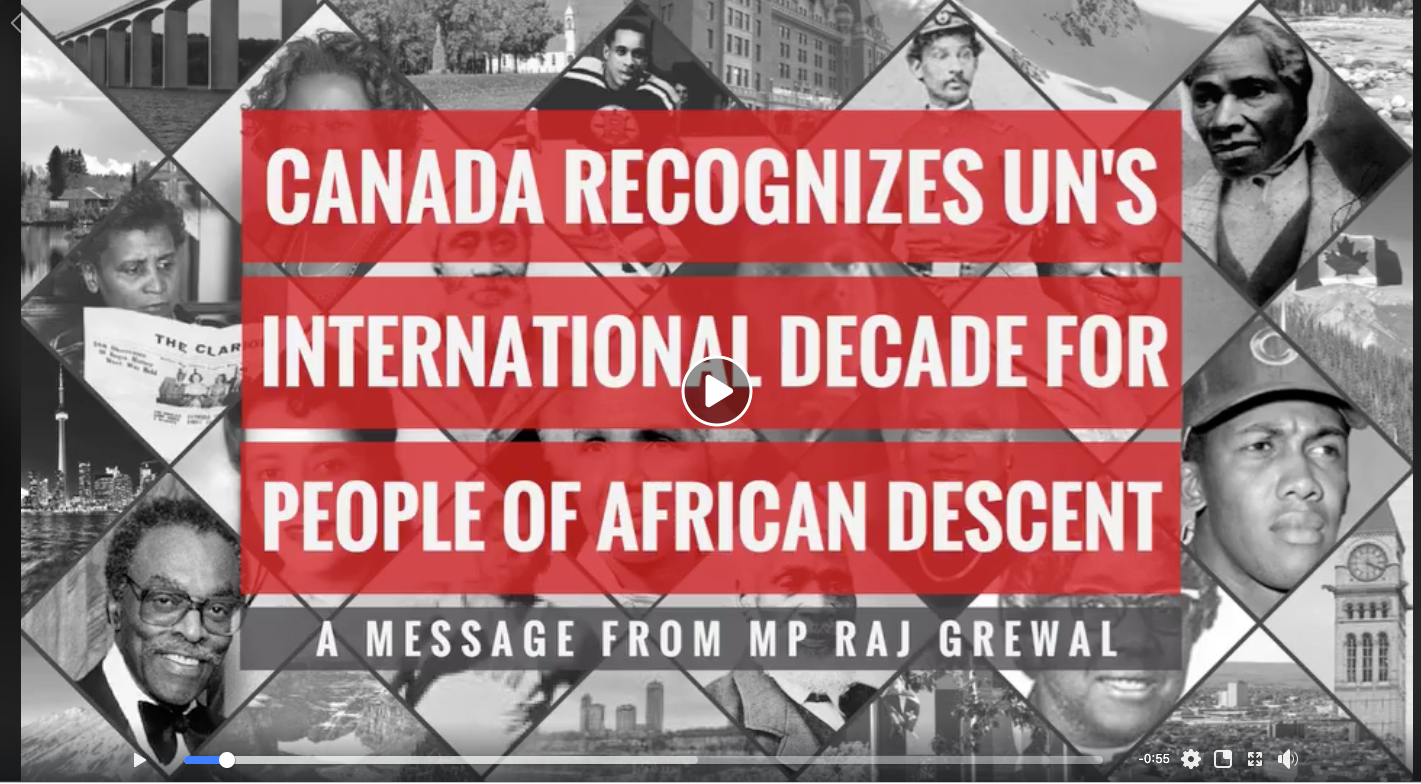 CANADA RECOGNIZES UN'S
INTERNATIONAL DECADE FOR
PEOPLE OF AFRICAN DESCENT
A MESSAGE FROM MP RAJ GREWAL
THE CLARION
C
-0:55